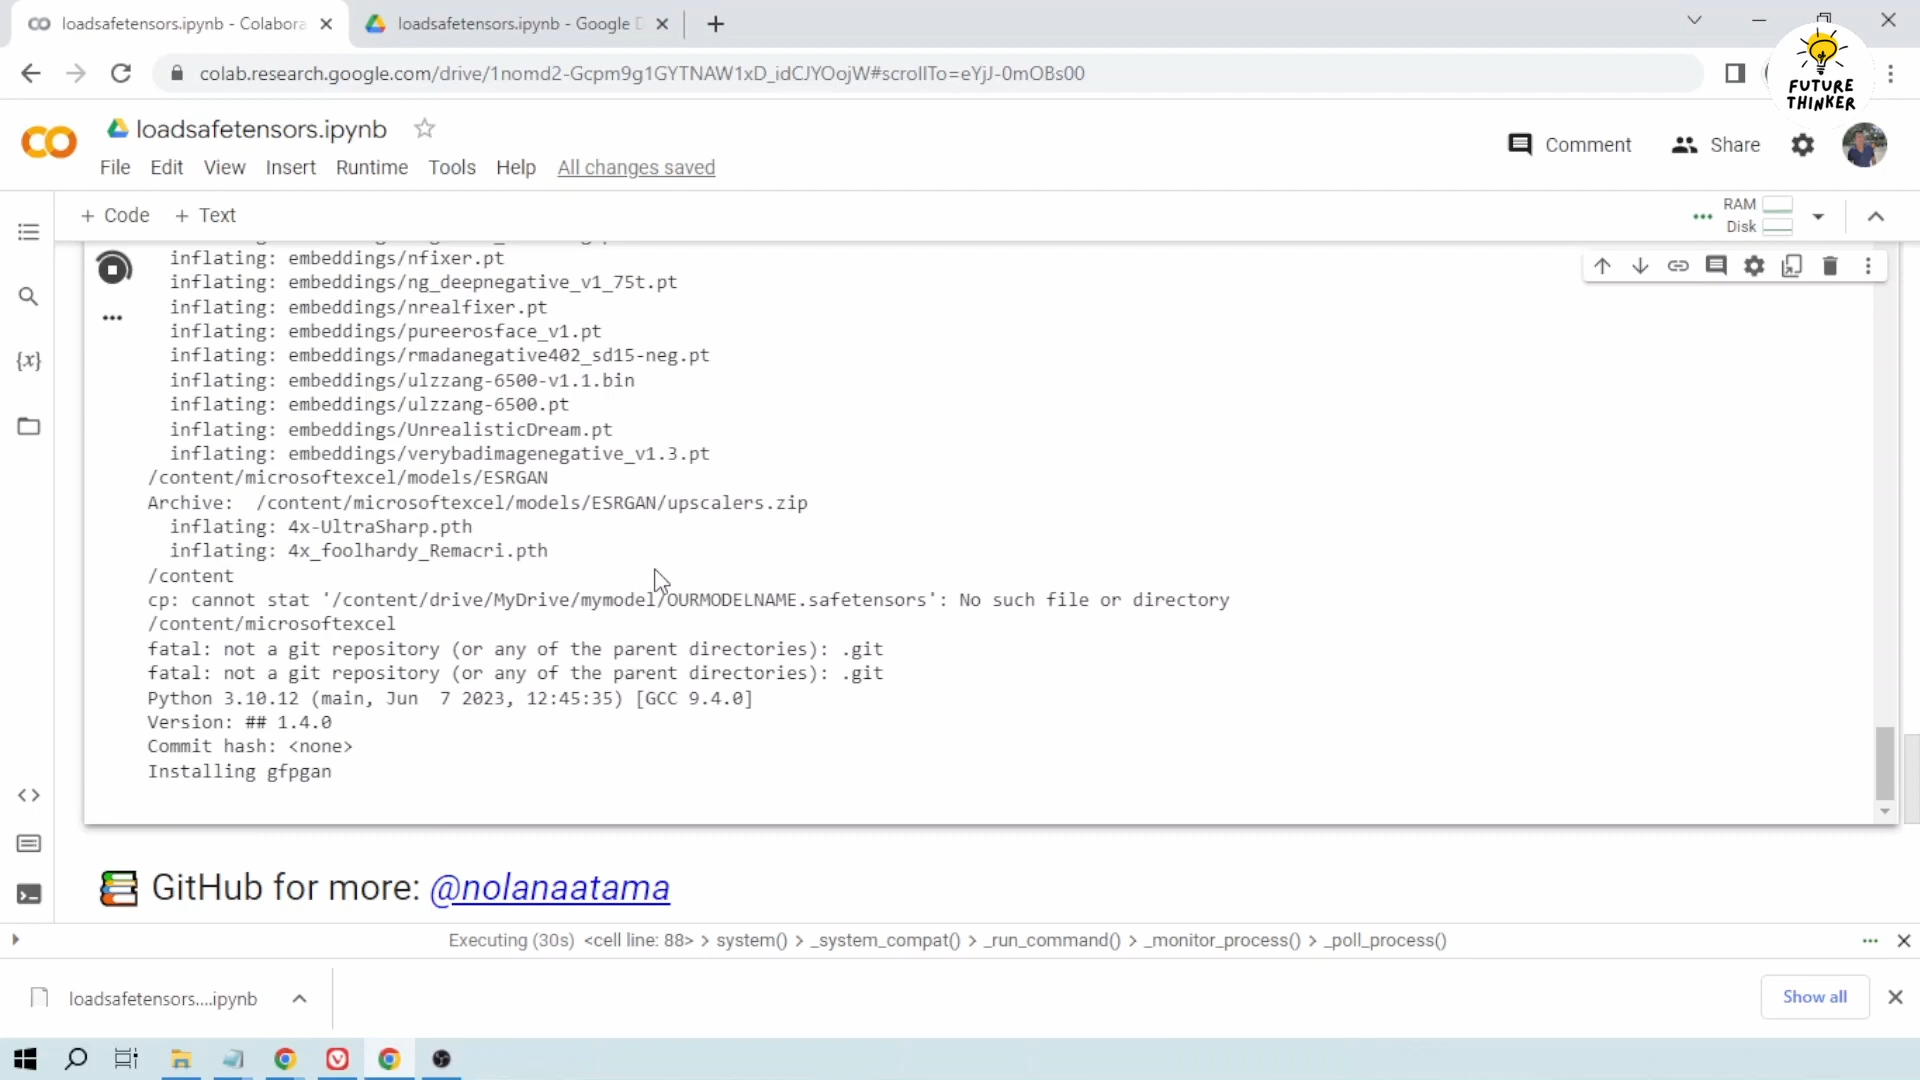 loadsafetensors.ipynb - Colabora
loadsafetensors.ipynb - Google D
colab.research.google.com/drive/1nomd2-Gcpm9g1GYTNAW1xD_idCJYOojW#scrollTo=eYjJ-0mOBs00
FUTURE
THINKER
loadsafetensors.ipynb
Comment
Share
File Edit View Insert Runtime Tools Help All changes saved
+ Code + Text
RAM
Disk
inflating: embeddings/nfixer.pt
inflating: embeddings/ng_deepnegative_v1_75t.pt
inflating: embeddings/nrealfixer.pt
inflating: embeddings/pureerosface_v1.pt
inflating: embeddings/rmadanegative402_sd15-neg.pt
inflating: embeddings/ulzzang-6500-v1.1.bin
inflating: embeddings/ulzzang-6500.pt
inflating: embeddings/UnrealisticDream.pt
inflating: embeddings/verybadimagenegative_v1.3.pt
/content/microsoftexcel/models/ESRGAN
Archive: /content/microsoftexcel/models/ESRGAN/upscalers.zip
inflating: 4x-UltraSharp.pth
inflating: 4x_foolhardy_Remacri.pth
/content
cp: cannot stat '/content/drive/MyDrive/mymodel/OURMODELNAME.safetensors': No such file or directory
/content/microsoftexcel
fatal: not a git repository (or any of the parent directories): .git
fatal: not a git repository (or any of the parent directories): .git
Python 3.10.12 (main, Jun 7 2023, 12:45:35) [GCC 9.4.0]
Version: ## 1.4.0
Commit hash: <none>
Installing gfpgan
GitHub for more: @nolanaatama
Executing (30s) <cell line: 88> > system() > _system_compat() > _run_command() > _monitor_process() > _poll_process()
loadsafetensors....ipynb
Show all